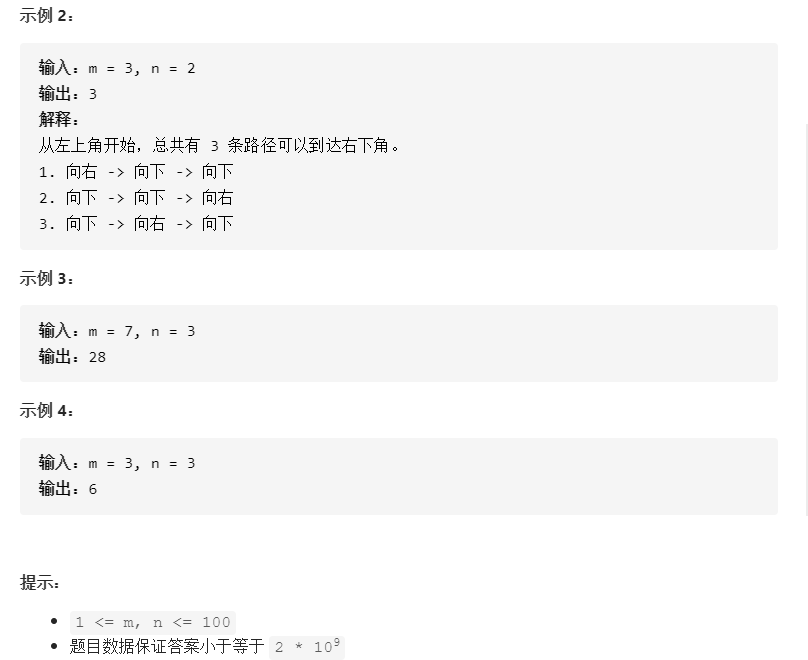 示例 2：
输入：m = 3, n = 2
输出：3
解释：
从左上角开始，总共有 3 条路径可以到达右下角。
1. 向右 -> 向下 -> 向下
2. 向下 -> 向下 -> 向右
3. 向下 -> 向右 -> 向下
示例 3：
输入：m = 7, n = 3
输出：28
示例 4：
输入：m = 3, n = 3
输出：6
提示：
• 1 <= m, n <= 100
• 题目数据保证答案小于等于 2 * 10⁹